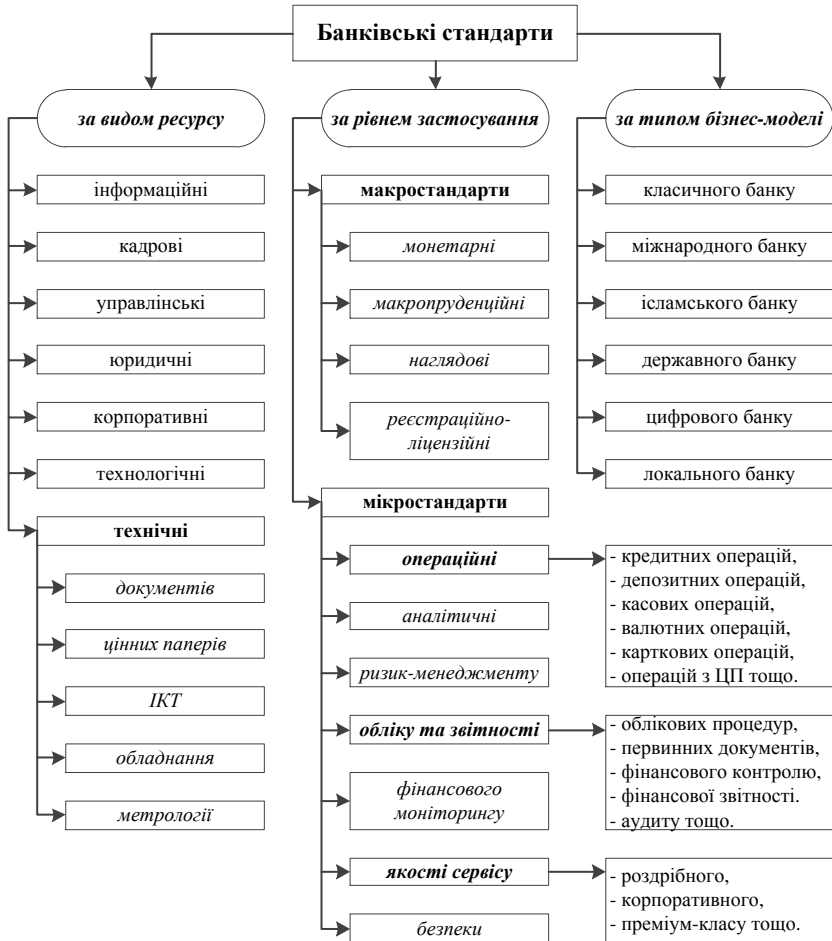 Банківські стандарти
за видом ресурсу
інформаційні
кадрові
управлінські
юридичні
корпоративні
технологічні
технічні
документів
цінних паперів
ІКТ
обладнання
метрології
за рівнем застосування
макростандарти
монетарні
макропруденційні
наглядові
реєстраційно-
ліцензійні
мікростандарти
операційні
- кредитних операцій,
- депозитних операцій,
- касових операцій,
- валютних операцій,
- карткових операцій,
- операцій з ЦП тощо.
аналітичні
ризик-менеджменту
обліку та звітності
- облікових процедур,
- первинних документів,
- фінансового контролю,
- фінансової звітності.
- аудиту тощо.
фінансового
моніторингу
якості сервісу
- роздрібного,
- корпоративного,
- преміум-класу тощо.
безпеки
за типом бізнес-моделі
класичного банку
міжнародного банку
ісламського банку
державного банку
цифрового банку
локального банку